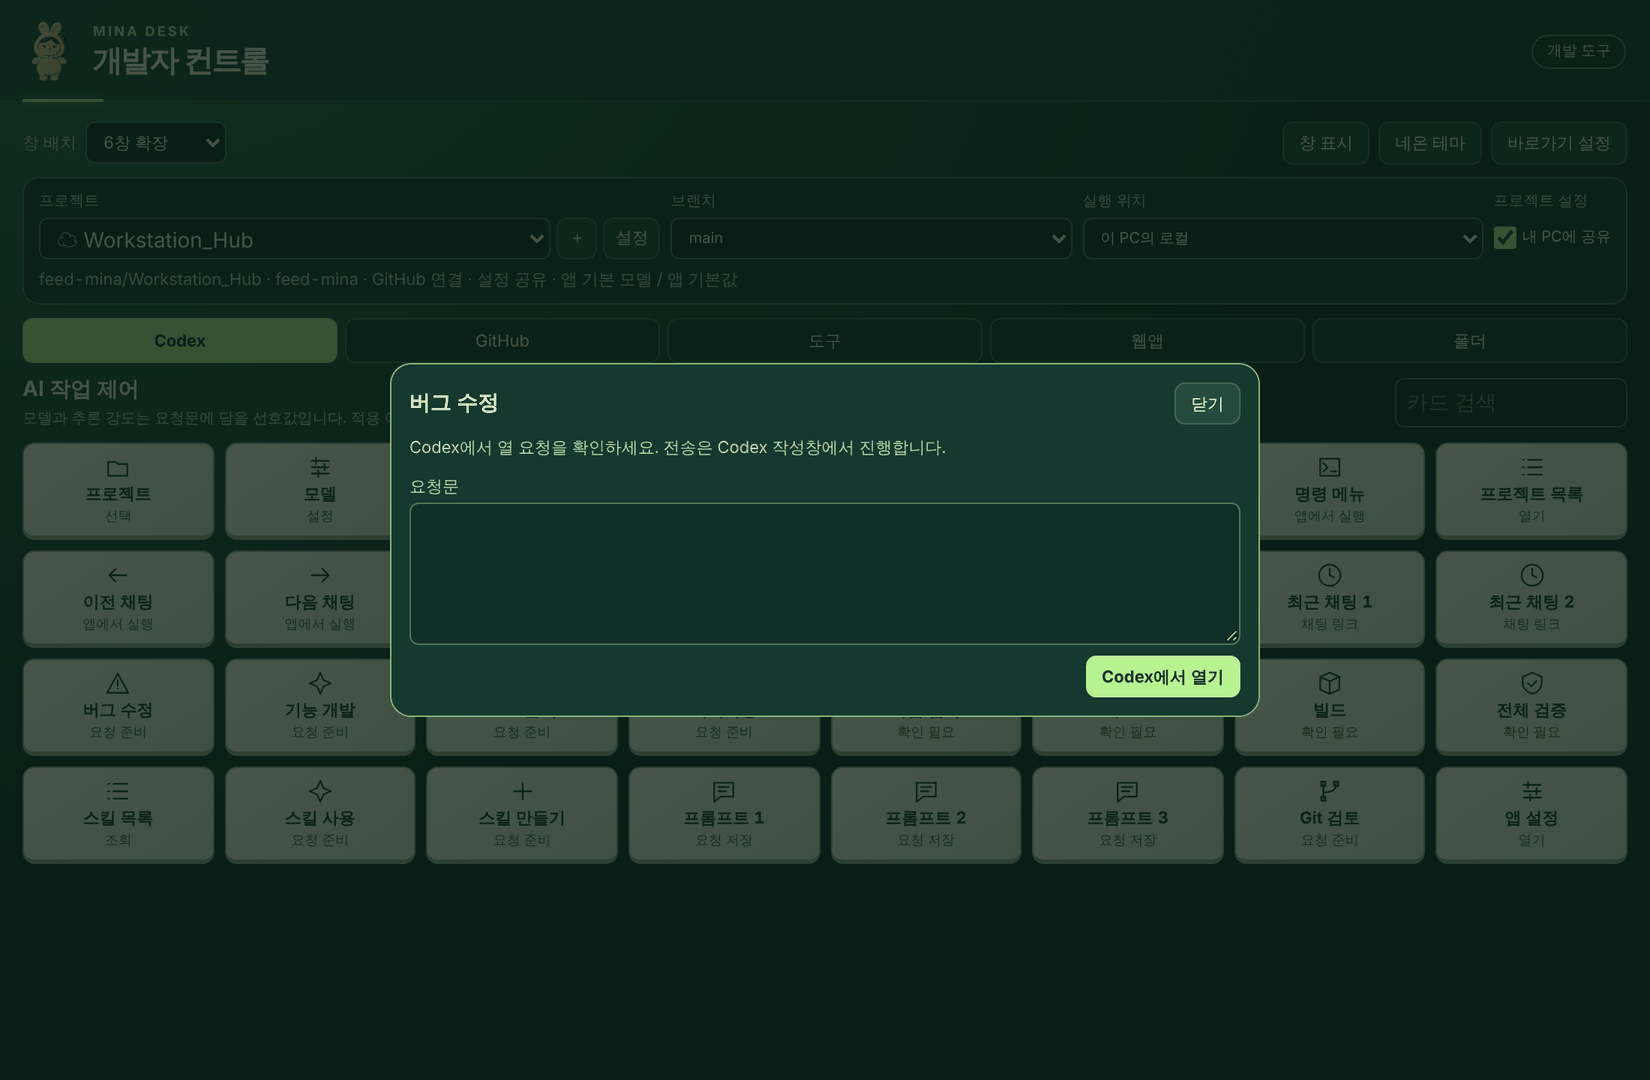 MINA DESK
개발자 컨트롤
개발 도구
창 배치
6창 확장
창 표시
네온 테마
바로가기 설정
프로젝트
브랜치
실행 위치
프로젝트 설정
Workstation_Hub
+
설정
main
이 PC의 로컬
내 PC에 공유
feed-mina/Workstation_Hub · feed-mina · GitHub 연결 · 설정 공유 · 앱 기본 모델 / 앱 기본값
Codex
GitHub
도구
웹앱
폴더
AI 작업 제어
모델과 추론 강도는 요청문에 담을 선호값입니다. 적용
카드 검색
버그 수정
닫기
Codex에서 열 요청을 확인하세요. 전송은 Codex 작성창에서 진행합니다.
요청문
Codex에서 열기
프로젝트
선택
모델
설정
명령 메뉴
앱에서 실행
프로젝트 목록
열기
이전 채팅
앱에서 실행
다음 채팅
앱에서 실행
최근 채팅 1
채팅 링크
최근 채팅 2
채팅 링크
버그 수정
요청 준비
기능 개발
요청 준비
요청 준비
요청 준비
확인 필요
확인 필요
빌드
확인 필요
전체 검증
확인 필요
스킬 목록
조회
스킬 사용
요청 준비
스킬 만들기
요청 준비
프롬프트 1
요청 저장
프롬프트 2
요청 저장
프롬프트 3
요청 저장
Git 검토
요청 준비
앱 설정
열기